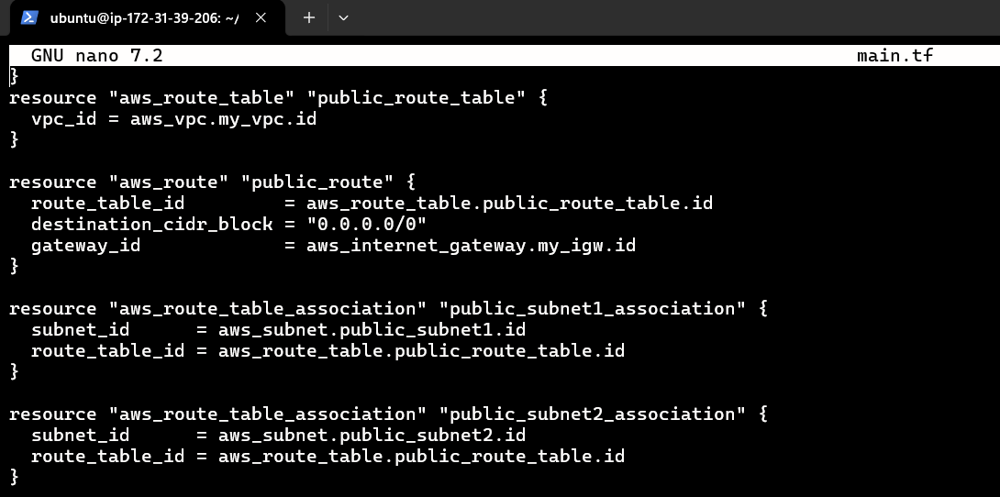 ubuntu@ip-172-31-39-206: ~/
GNU nano 7.2 main.tf
}
resource "aws_route_table" "public_route_table" {
  vpc_id = aws_vpc.my_vpc.id
}

resource "aws_route" "public_route" {
  route_table_id         = aws_route_table.public_route_table.id
  destination_cidr_block = "0.0.0.0/0"
  gateway_id             = aws_internet_gateway.my_igw.id
}

resource "aws_route_table_association" "public_subnet1_association" {
  subnet_id      = aws_subnet.public_subnet1.id
  route_table_id = aws_route_table.public_route_table.id
}

resource "aws_route_table_association" "public_subnet2_association" {
  subnet_id      = aws_subnet.public_subnet2.id
  route_table_id = aws_route_table.public_route_table.id
}